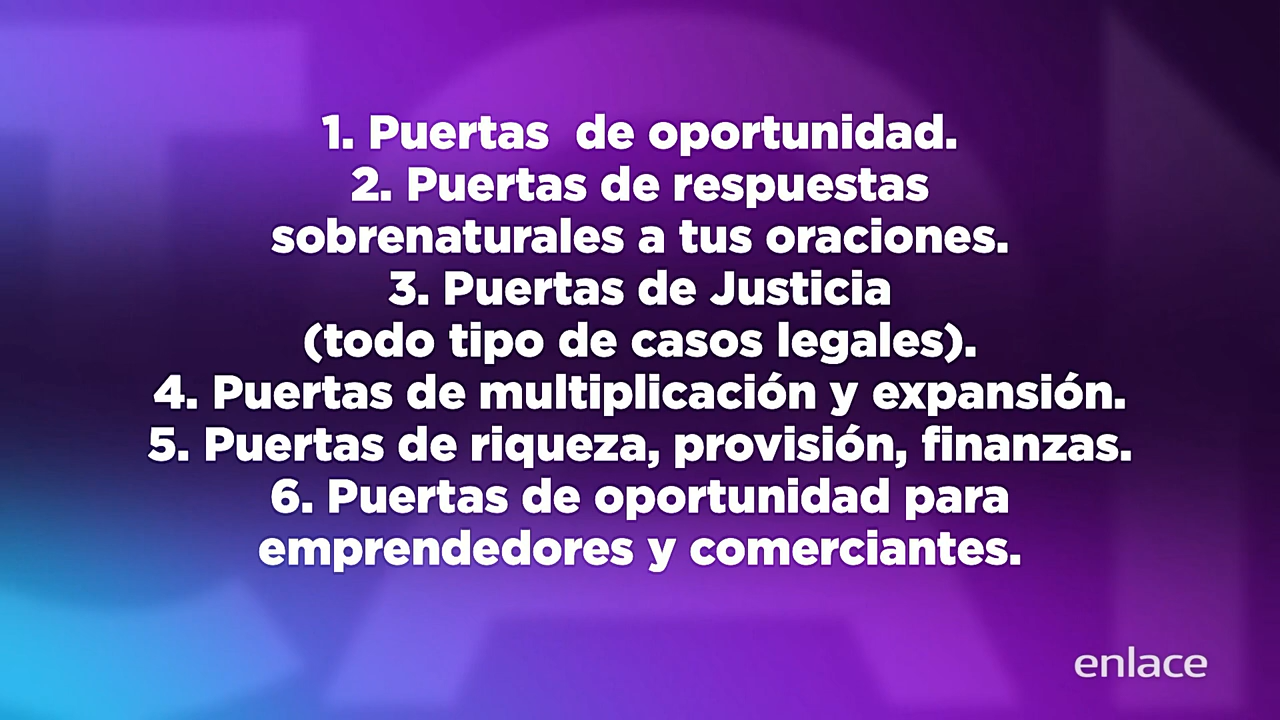 1. Puertas  de oportunidad.
2. Puertas de respuestas
sobrenaturales a tus oraciones.
3. Puertas de Justicia
(todo tipo de casos legales).
4. Puertas de multiplicación y expansión.
5. Puertas de riqueza, provisión, finanzas.
6. Puertas de oportunidad para
emprendedores y comerciantes.
enlace